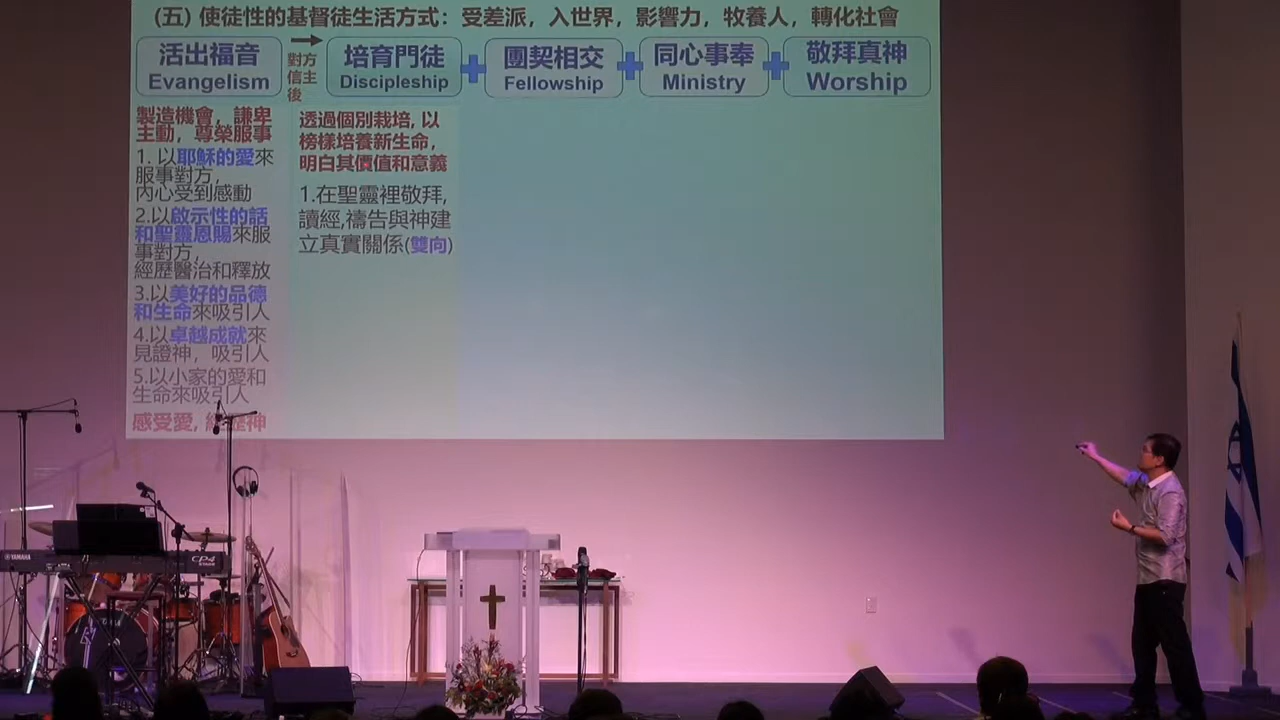 (五) 使徒性的基督徒生活方式：受差派，入世界，影響力，牧養人，轉化社會
活出福音
Evangelism
對方
信主
後
培育門徒
Discipleship
團契相交
Fellowship
同心事奉
Ministry
敬拜真神
Worship
製造機會，謙卑
主動，尊榮服事
1. 以耶穌的愛來
服事對方，
內心受到感動
2.以啟示性的話
和聖靈恩賜來服
事對方，
經歷醫治和釋放
3.以美好的品德
和生命來吸引人
4.以卓越成就來
見證神，吸引人
5.以小家的愛和
生命來吸引人
感受愛, 經歷神
透過個別栽培, 以
榜樣培養新生命，
明白其價值和意義
1.在聖靈裡敬拜,
讀經,禱告與神建
立真實關係(雙向)
YAMAHA
CP4